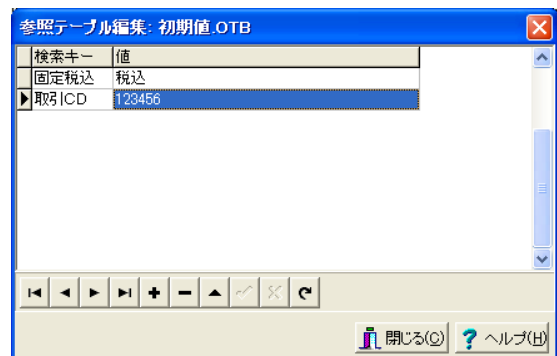 参照テーブル編集: 初期値.OTB
検索キー 値
固定税込 税込
取引CD 123456
閉じる(C) ヘルプ(H)